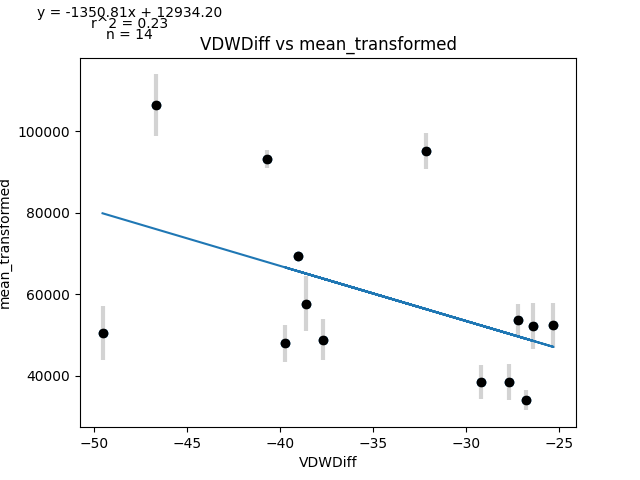 y = -1350.81x + 12934.20
r^2 = 0.23
n = 14
VDWDiff vs mean_transformed
mean_transformed
100000
80000
60000
40000
−50
−45
−40
−35
−30
−25
VDWDiff